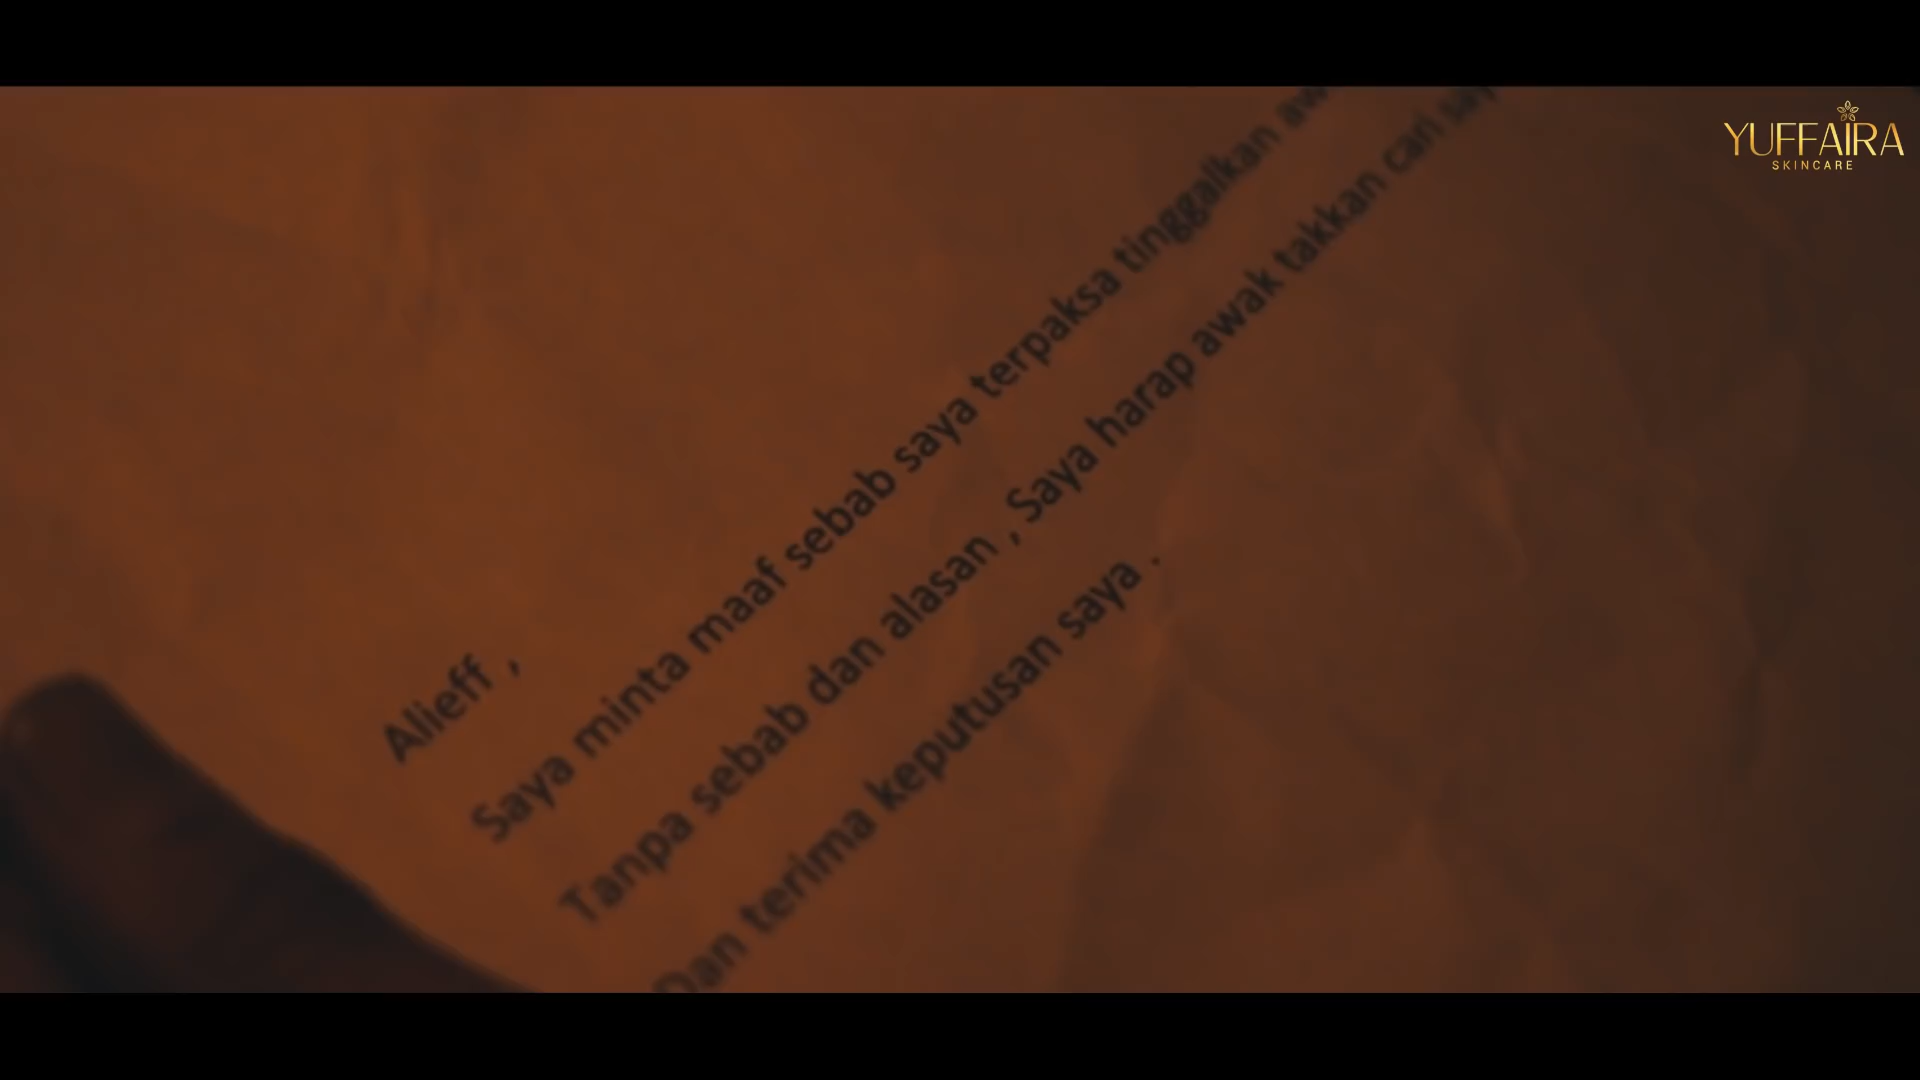 YUFFAIRA
SKINCARE
Alieff ,
Saya minta maaf sebab saya terpaksa tinggalkan
Tanpa sebab dan alasan , Saya harap awak takkan cari
Dan terima keputusan saya .